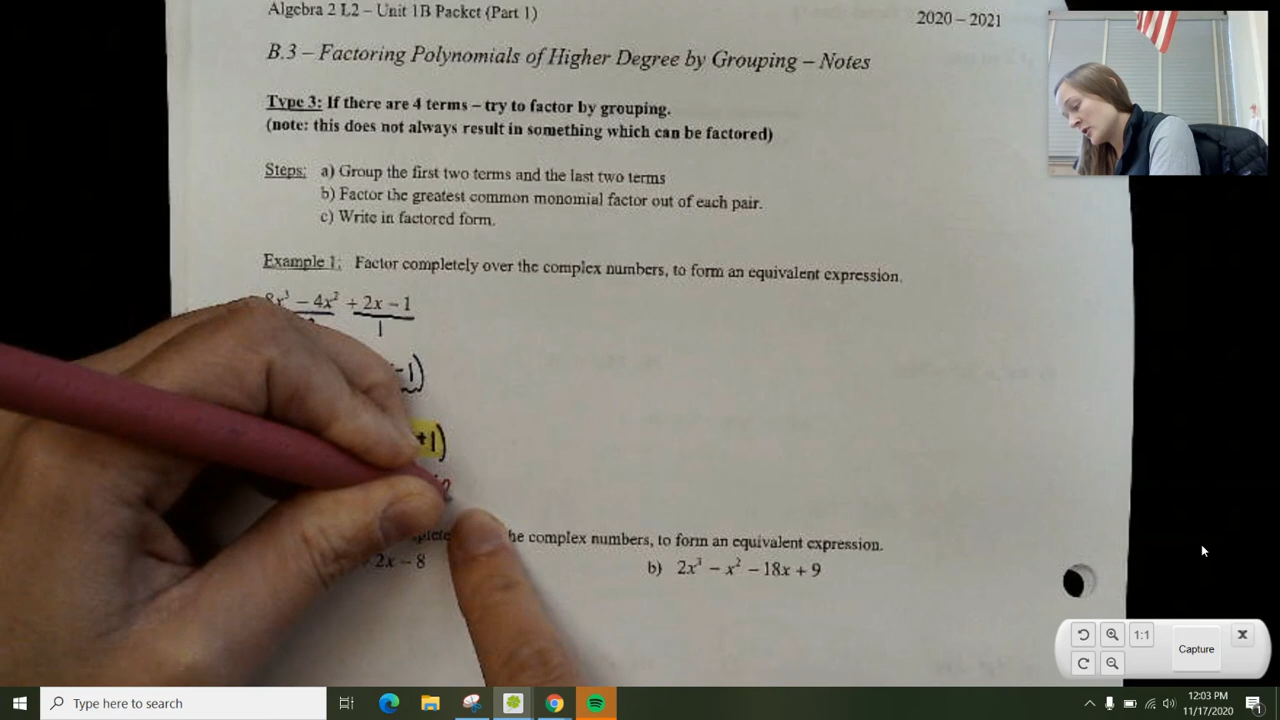 Algebra 2 L2 – Unit 1B Packet (Part 1)
2020 – 2021
B.3 – Factoring Polynomials of Higher Degree by Grouping – Notes
Type 3: If there are 4 terms – try to factor by grouping.
(note: this does not always result in something which can be factored)
Steps: a) Group the first two terms and the last two terms
b) Factor the greatest common monomial factor out of each pair.
c) Write in factored form.
Example 1: Factor completely over the complex numbers, to form an equivalent expression.
8x³ – 4x² + 2x – 1
1
-1)
+1)
the complex numbers, to form an equivalent expression.
2x – 8
b) 2x³ – x² – 18x + 9
1:1
Capture
X
Type here to search
12:03 PM
11/17/2020